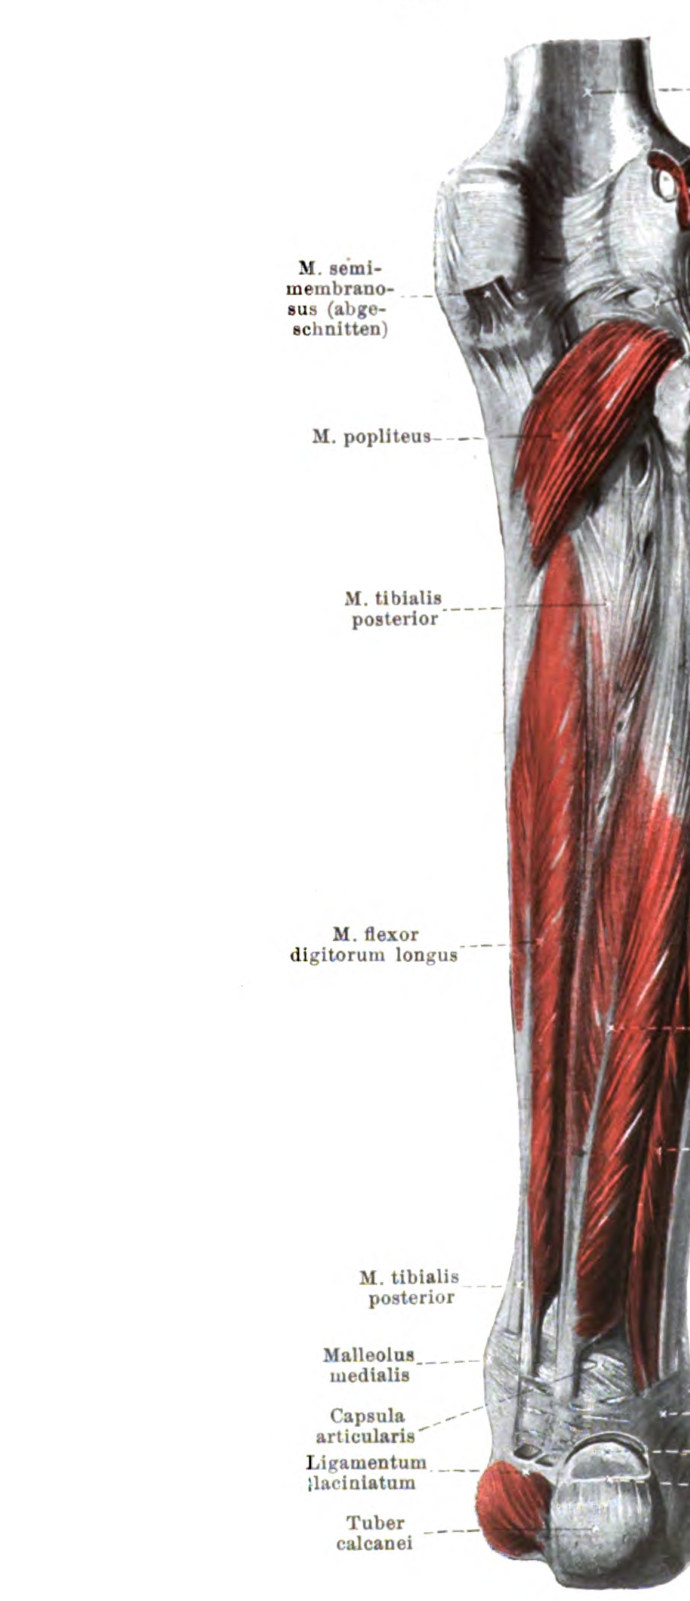 M. semi-
membrano-
sus (abge-
schnitten)
M. popliteus
M. tibialis
posterior
M. flexor
digitorum longus
M. tibialis
posterior
Malleolus
medialis
Capsula
articularis
Ligamentum
laciniatum
Tuber
calcanei